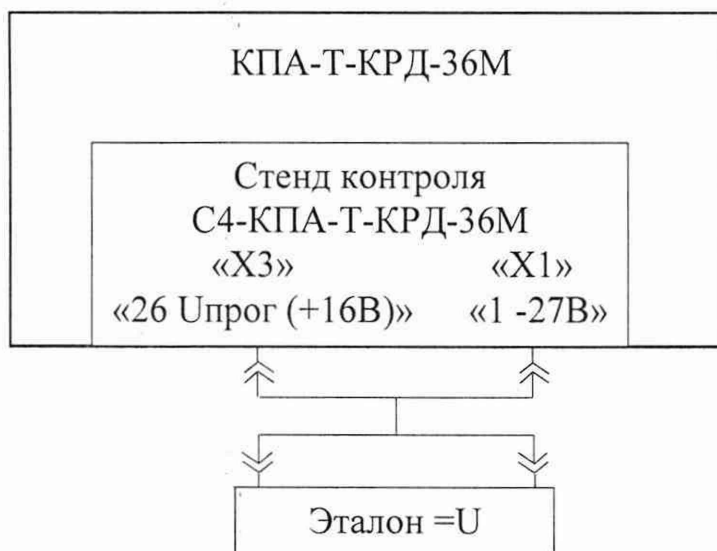 КПА-Т-КРД-36М
Стенд контроля
С4-КПА-Т-КРД-36М
«Х3» «Х1»
«26 Uпрог (+16В)» «1 -27В»
Эталон =U